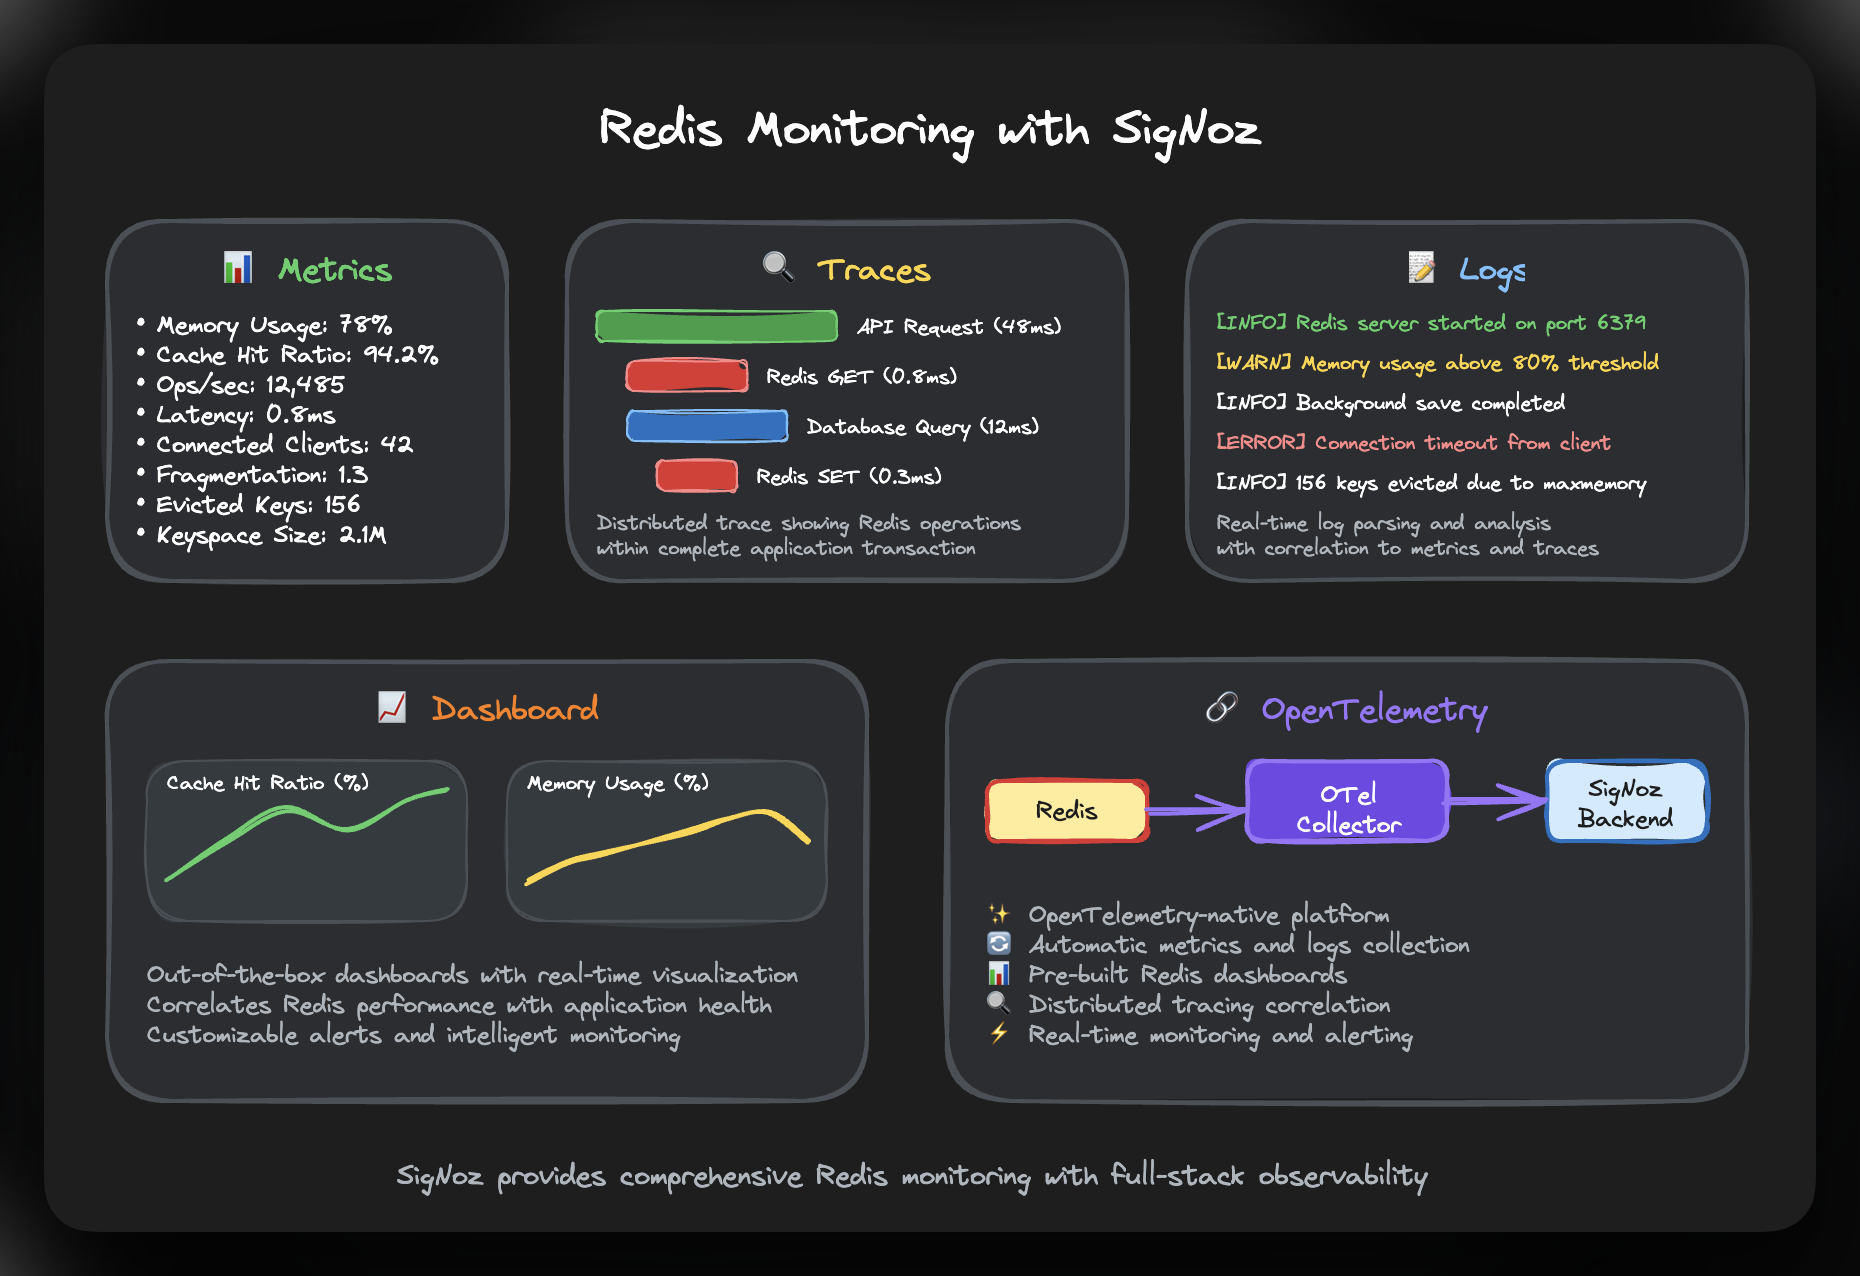 Redis Monitoring with SigNoz
Metrics
• Memory Usage: 78%
• Cache Hit Ratio: 94.2%
• Ops/sec: 12,485
• Latency: 0.8ms
• Connected Clients: 42
• Fragmentation: 1.3
• Evicted Keys: 156
• Keyspace Size: 2.1M
Traces
API Request (48ms)
Redis GET (0.8ms)
Database Query (12ms)
Redis SET (0.3ms)
Distributed trace showing Redis operations
within complete application transaction
Logs
[INFO] Redis server started on port 6379
[WARN] Memory usage above 80% threshold
[INFO] Background save completed
[ERROR] Connection timeout from client
[INFO] 156 keys evicted due to maxmemory
Real-time log parsing and analysis
with correlation to metrics and traces
Dashboard
Cache Hit Ratio (%)
Memory Usage (%)
Out-of-the-box dashboards with real-time visualization
Correlates Redis performance with application health
Customizable alerts and intelligent monitoring
OpenTelemetry
Redis
OTel
Collector
SigNoz
Backend
OpenTelemetry-native platform
Automatic metrics and logs collection
Pre-built Redis dashboards
Distributed tracing correlation
Real-time monitoring and alerting
SigNoz provides comprehensive Redis monitoring with full-stack observability